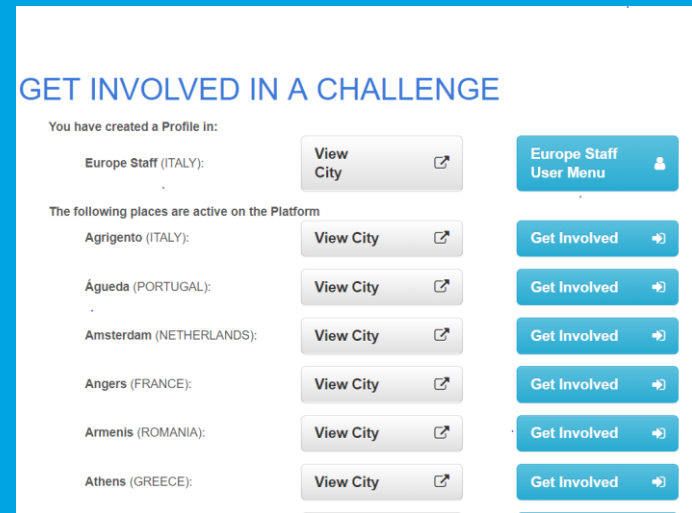 GET INVOLVED IN A CHALLENGE
You have created a Profile in:
Europe Staff (ITALY):
View
City
Europe Staff
User Menu
The following places are active on the Platform
Agrigento (ITALY):
View City
Get Involved
Águeda (PORTUGAL):
View City
Get Involved
Amsterdam (NETHERLANDS):
View City
Get Involved
Angers (FRANCE):
View City
Get Involved
Armenis (ROMANIA):
View City
Get Involved
Athens (GREECE):
View City
Get Involved